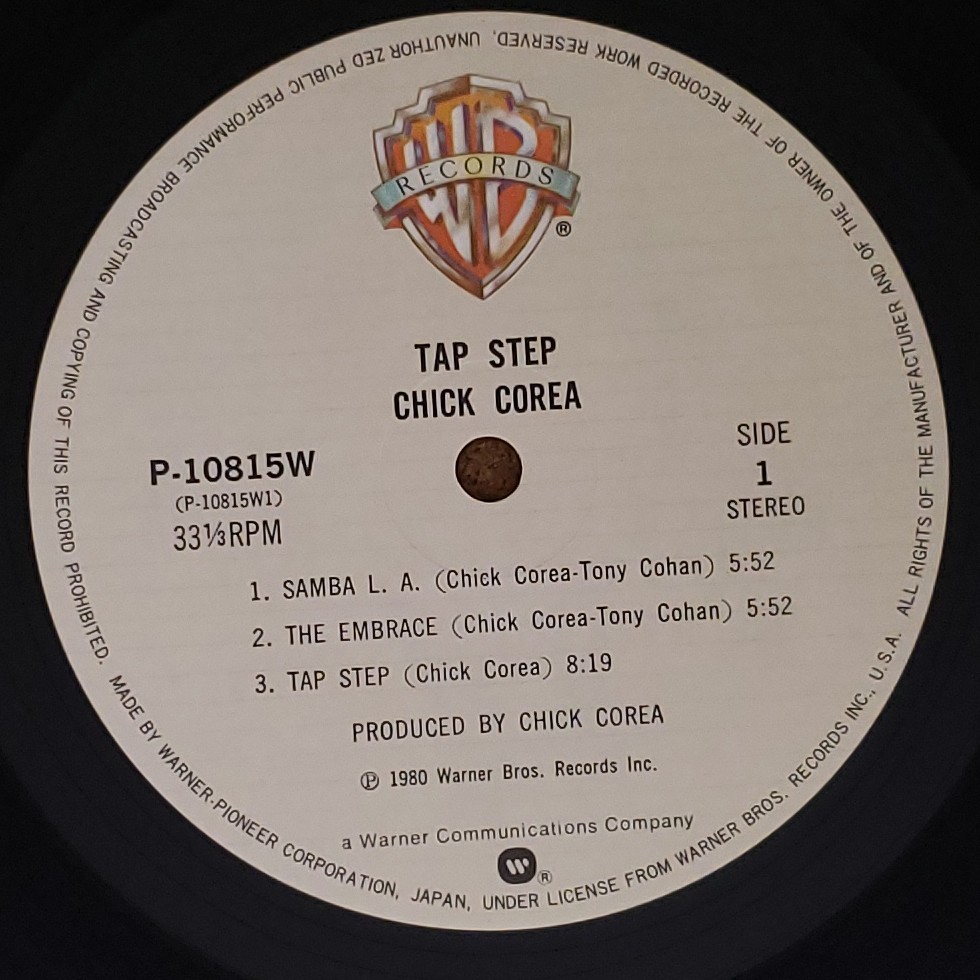 WB
RECORDS
®
TAP STEP
CHICK COREA
P-10815W
(P-10815W1)
33⅓RPM
SIDE
1
STEREO
1. SAMBA L. A. (Chick Corea-Tony Cohan) 5:52
2. THE EMBRACE (Chick Corea-Tony Cohan) 5:52
3. TAP STEP (Chick Corea) 8:19
PRODUCED BY CHICK COREA
Ⓟ 1980 Warner Bros. Records Inc.
a Warner Communications Company
W ®
MADE BY WARNER-PIONEER CORPORATION, JAPAN, UNDER LICENSE FROM WARNER BROS. RECORDS INC., U.S.A. ALL RIGHTS OF THE MANUFACTURER AND OF THE OWNER OF THE RECORDED WORK RESERVED. UNAUTHOR ZED PUBLIC PERFORMANCE BROADCASTING AND COPYING OF THIS RECORD PROHIBITED.